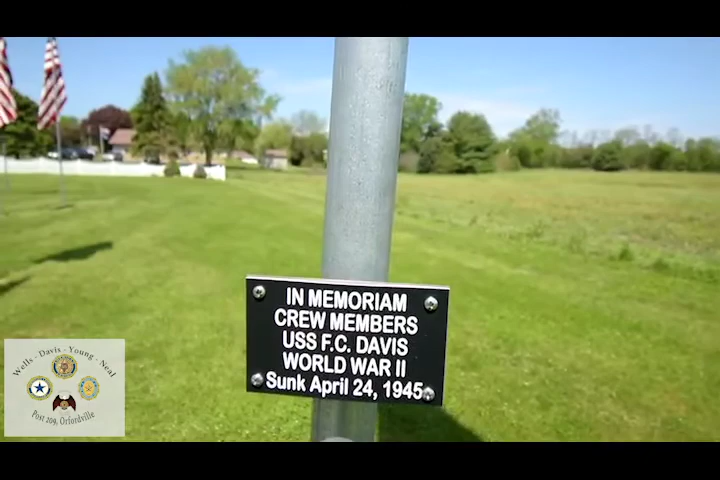 IN MEMORIAM
CREW MEMBERS
USS F.C. DAVIS
WORLD WAR II
Sunk April 24, 1945
Wells - Davis - Young - Neal
Post 209, Orfordville